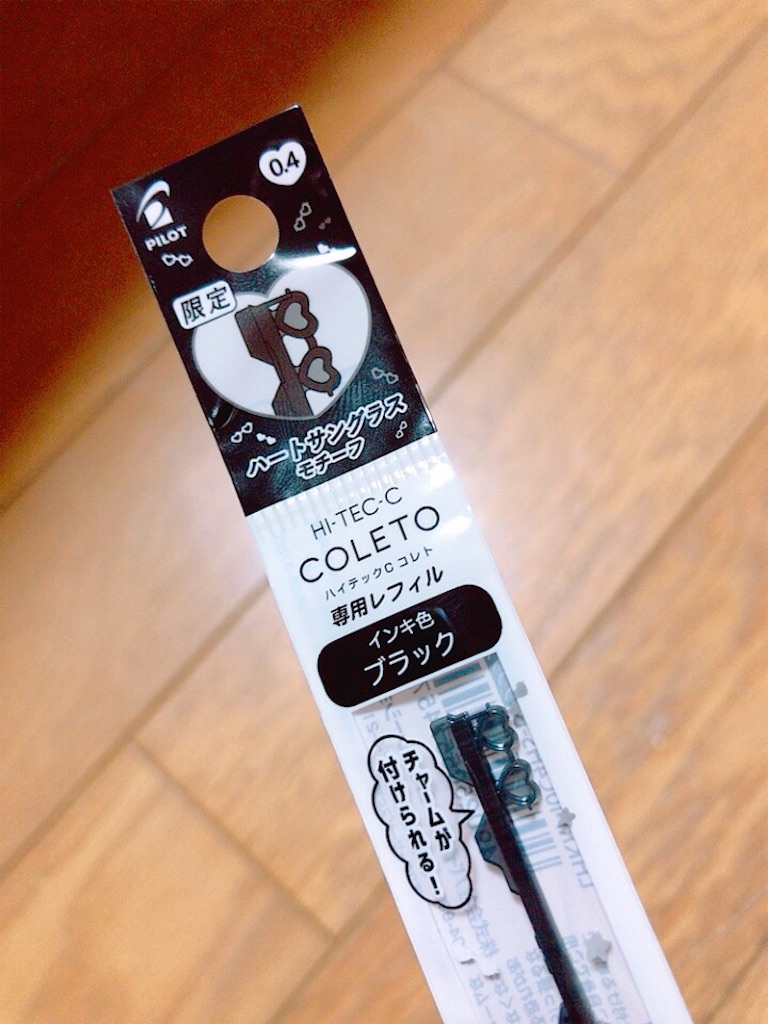 0.4
PILOT
限定
ハートサングラス
モチーフ
HI-TEC-C
COLETO
ハイテックC コレト
専用レフィル
インキ色
ブラック
チャームが
付けられる!